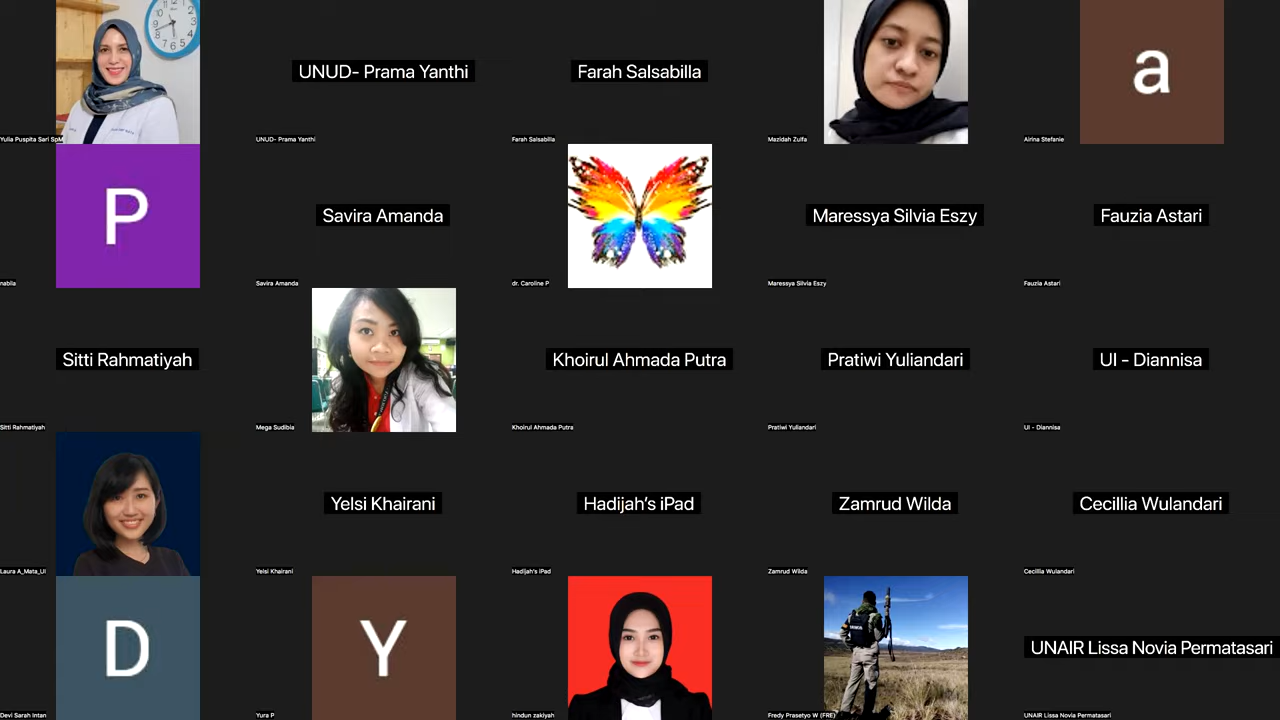 Yulia Puspita Sari SpM
UNUD- Prama Yanthi
UNUD- Prama Yanthi
Farah Salsabilla
Farah Salsabilla
Mazidah Zulfa
a
Airina Stefanie
P
nabila
Savira Amanda
Savira Amanda
dr. Caroline P
Maressya Silvia Eszy
Maressya Silvia Eszy
Fauzia Astari
Fauzia Astari
Sitti Rahmatiyah
Sitti Rahmatiyah
Mega Sudibia
Khoirul Ahmada Putra
Khoirul Ahmada Putra
Pratiwi Yuliandari
Pratiwi Yuliandari
UI - Diannisa
UI - Diannisa
Laura A_Mata_UI
Yelsi Khairani
Yelsi Khairani
Hadijah's iPad
Hadijah's iPad
Zamrud Wilda
Zamrud Wilda
Cecillia Wulandari
Cecillia Wulandari
D
Devi Sarah Intan
Y
Yura P
hindun zakiyah
Fredy Prasetyo W (FRE)
UNAIR Lissa Novia Permatasari
UNAIR Lissa Novia Permatasari